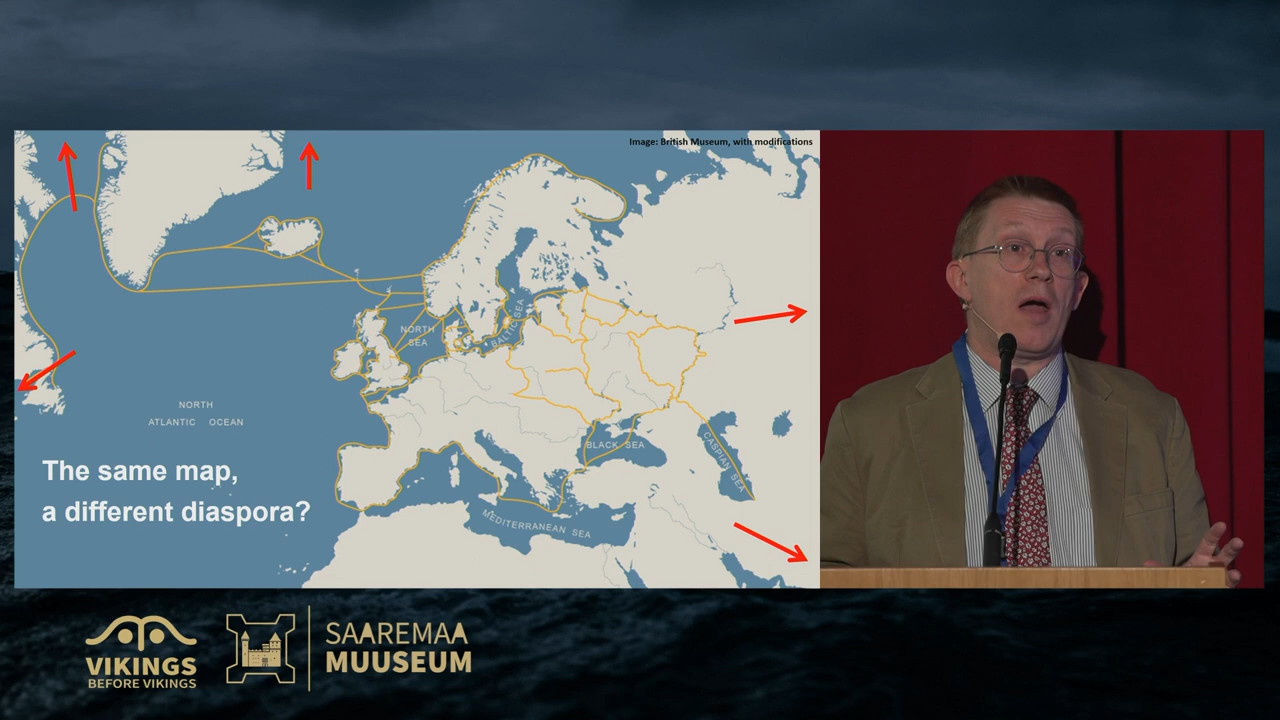 Image: British Museum, with modifications
NORTH
SEA
BALTIC SEA
NORTH
ATLANTIC OCEAN
BLACK SEA
CASPIAN SEA
The same map,
a different diaspora?
MEDITERRANEAN SEA
VIKINGS
BEFORE VIKINGS
SAAREMAA
MUUSEUM